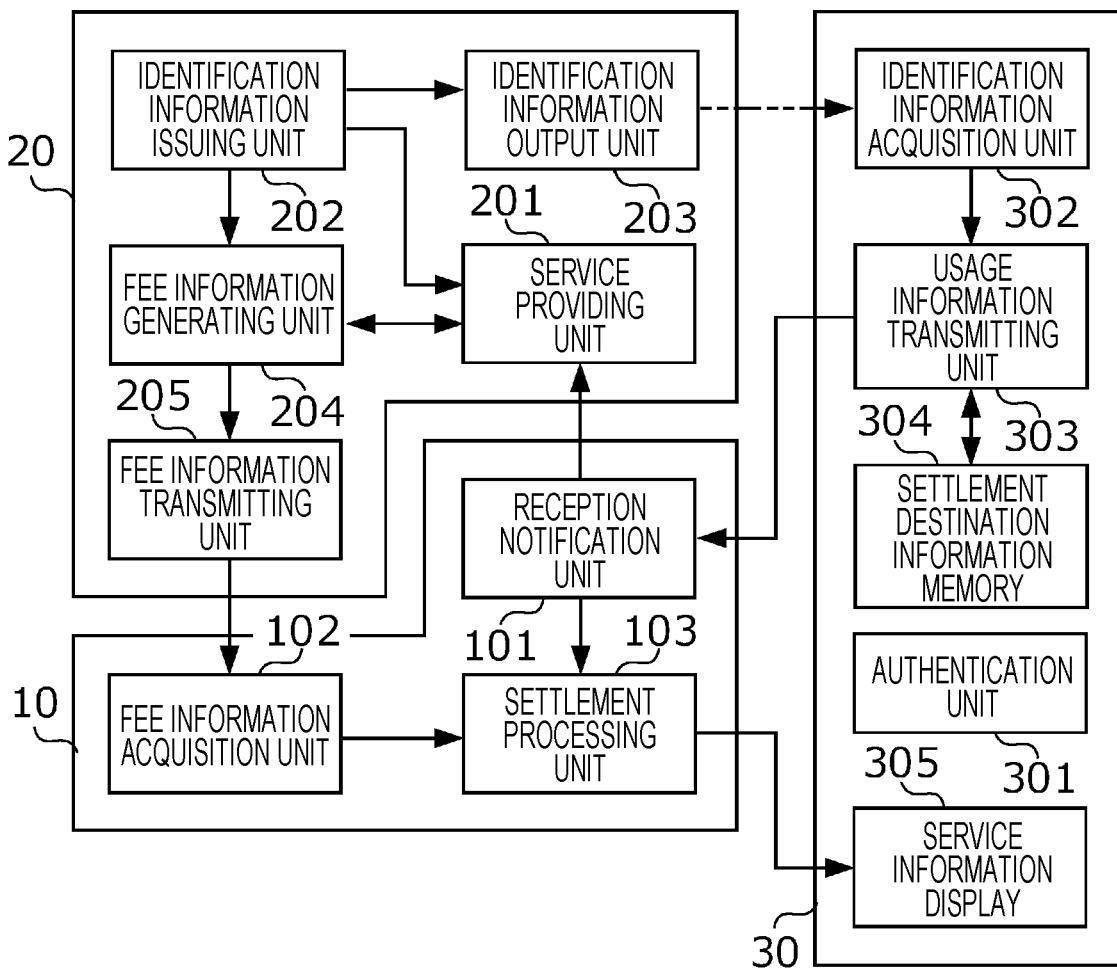 IDENTIFICATION
INFORMATION
ISSUING UNIT
202
IDENTIFICATION
INFORMATION
OUTPUT UNIT
203
IDENTIFICATION
INFORMATION
ACQUISITION UNIT
302
20
201
FEE INFORMATION
GENERATING UNIT
204
SERVICE
PROVIDING
UNIT
USAGE
INFORMATION
TRANSMITTING
UNIT
303
205
FEE INFORMATION
TRANSMITTING
UNIT
RECEPTION
NOTIFICATION
UNIT
101
304
SETTLEMENT
DESTINATION
INFORMATION
MEMORY
10
102
FEE INFORMATION
ACQUISITION UNIT
103
SETTLEMENT
PROCESSING
UNIT
AUTHENTICATION
UNIT
301
305
SERVICE
INFORMATION
DISPLAY
30